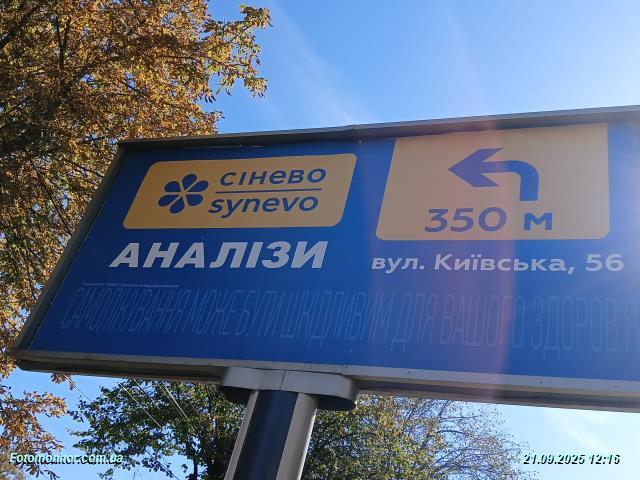 сінево
synevo
350 м
АНАЛІЗИ
вул. Київська, 56
САМОЛІКУВАННЯ МОЖЕ БУТИ ШКІДЛИВИМ ДЛЯ ВАШОГО ЗДОРОВ'Я
Fotomonitor.com.ua
21.09.2025 12:16